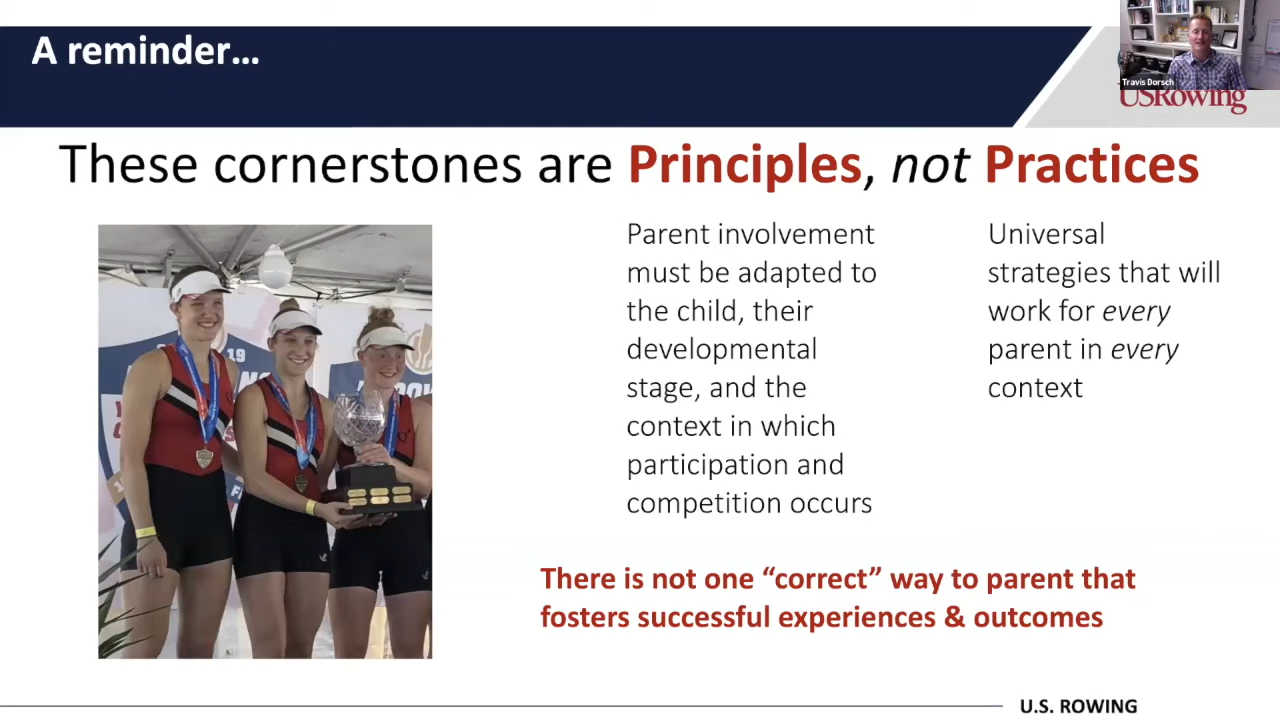 A reminder...
Travis Dorsch
USRowing
These cornerstones are Principles, not Practices
Parent involvement
must be adapted to
the child, their
developmental
stage, and the
context in which
participation and
competition occurs
Universal
strategies that will
work for every
parent in every
context
19
There is not one “correct” way to parent that
fosters successful experiences & outcomes
U.S. ROWING